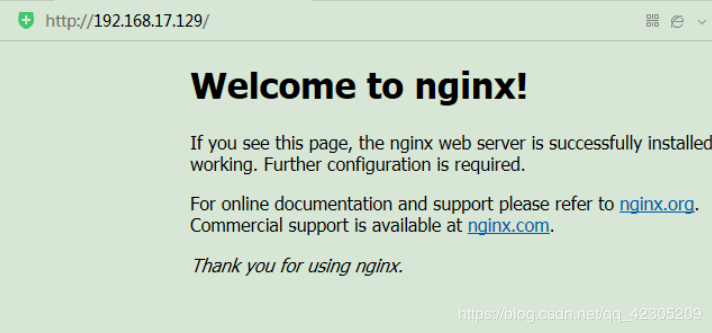 http://192.168.17.129/
Welcome to nginx!
If you see this page, the nginx web server is successfully installed
working. Further configuration is required.
For online documentation and support please refer to nginx.org.
Commercial support is available at nginx.com.
Thank you for using nginx.
https://blog.csdn.net/qq_42305209